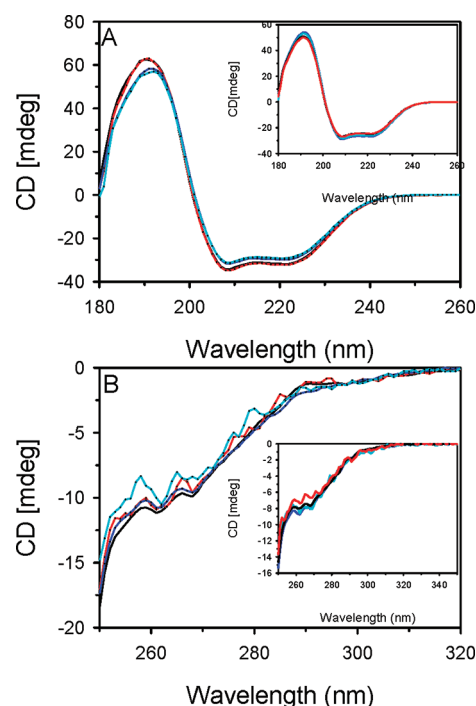 A
CD [mdeg]
60
40
20
0
-20
-40
180 200 220 240 260
Wavelength (nm)
CD[mdeg]
60
40
20
0
-20
-40
180 200 220 240 260
Wavelength (nm
B
CD [mdeg]
0
-5
-10
-15
-20
260 280 300 320
Wavelength (nm)
CD [mdeg]
0
-2
-4
-6
-8
-10
-12
-14
-16
260 280 300 320 340
Wavelength (nm)